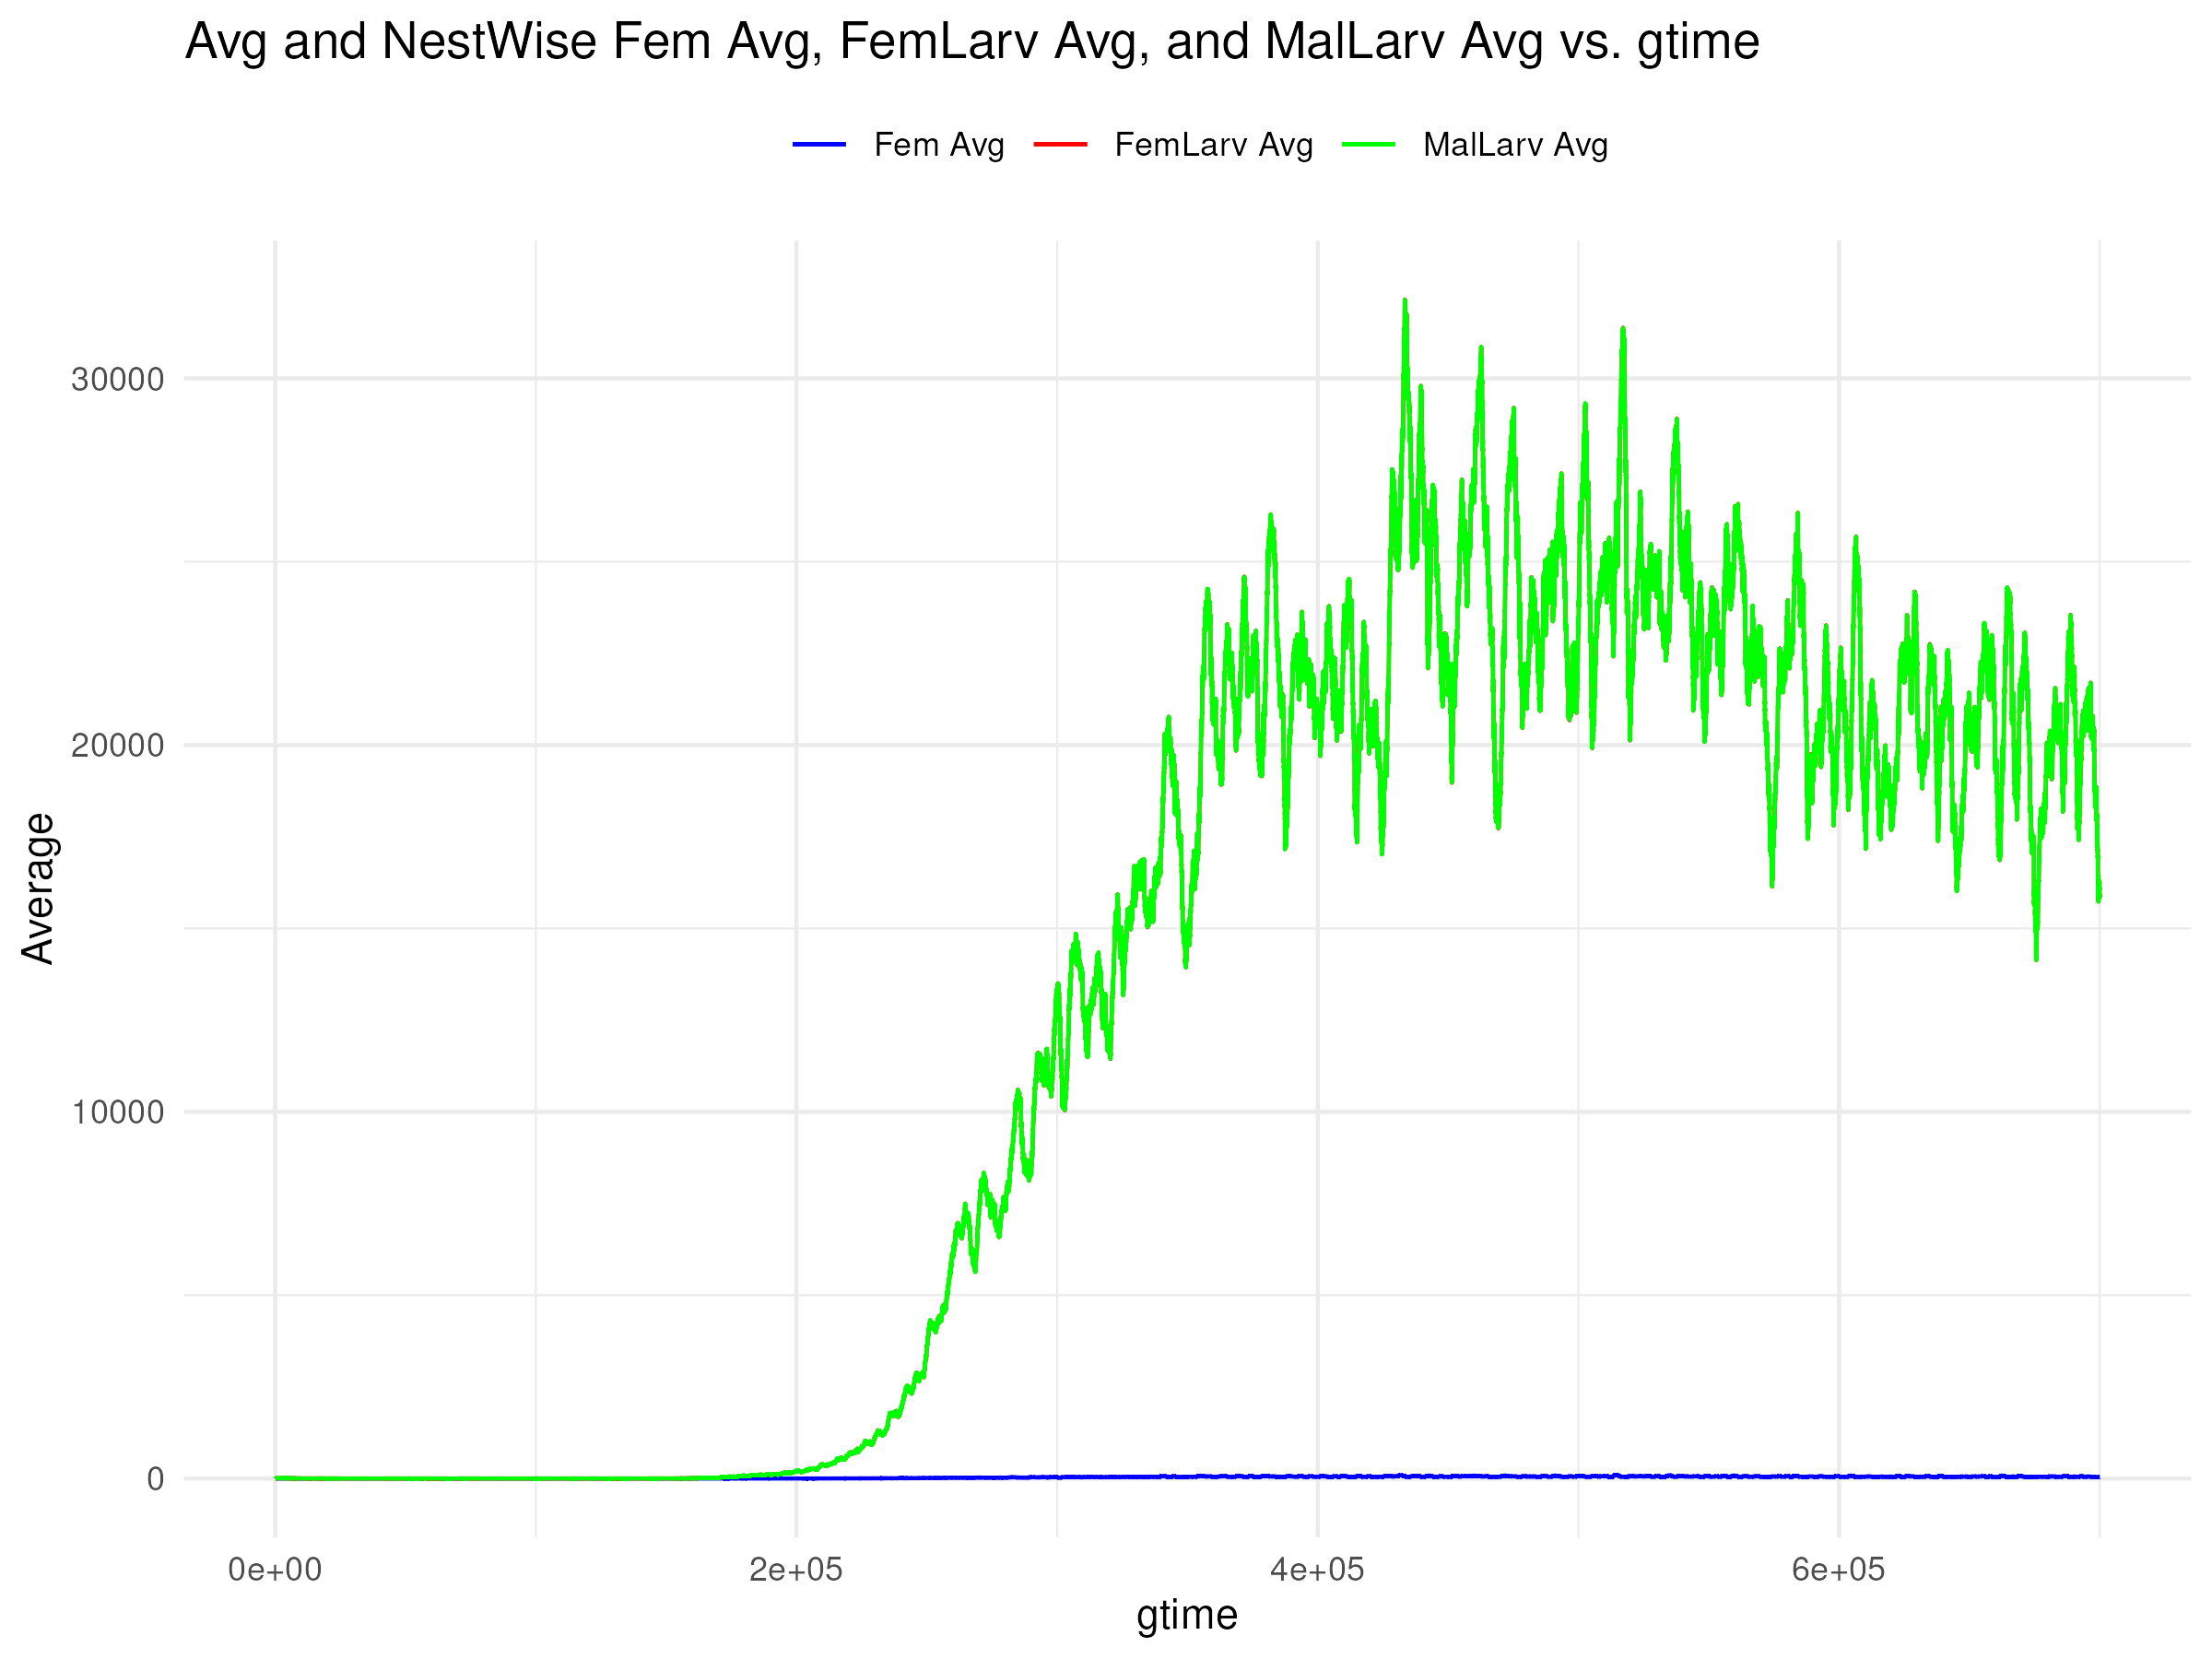 Avg and NestWise Fem Avg, FemLarv Avg, and MalLarv Avg vs. gtime
Fem Avg FemLarv Avg MalLarv Avg
30000
20000
10000
0
Average
0e+00 2e+05 4e+05 6e+05
gtime